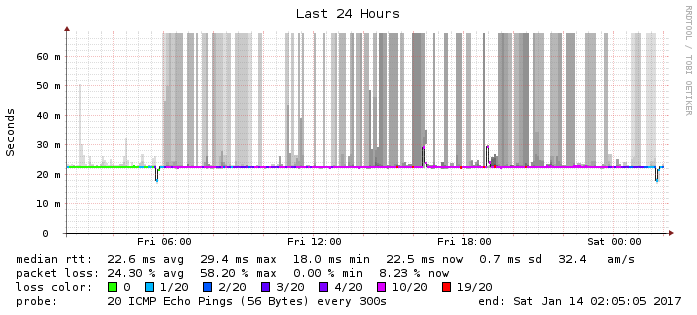 Last 24 Hours
RRDTOOL / TOBI OETIKER
Seconds
60 m
50 m
40 m
30 m
20 m
10 m
0
Fri 06:00 Fri 12:00 Fri 18:00 Sat 00:00
median rtt: 22.6 ms avg 29.4 ms max 18.0 ms min 22.5 ms now 0.7 ms sd 32.4 am/s
packet loss: 24.30 % avg 58.20 % max 0.00 % min 8.23 % now
loss color: 0 1/20 2/20 3/20 4/20 10/20 19/20
probe: 20 ICMP Echo Pings (56 Bytes) every 300s end: Sat Jan 14 02:05:05 2017